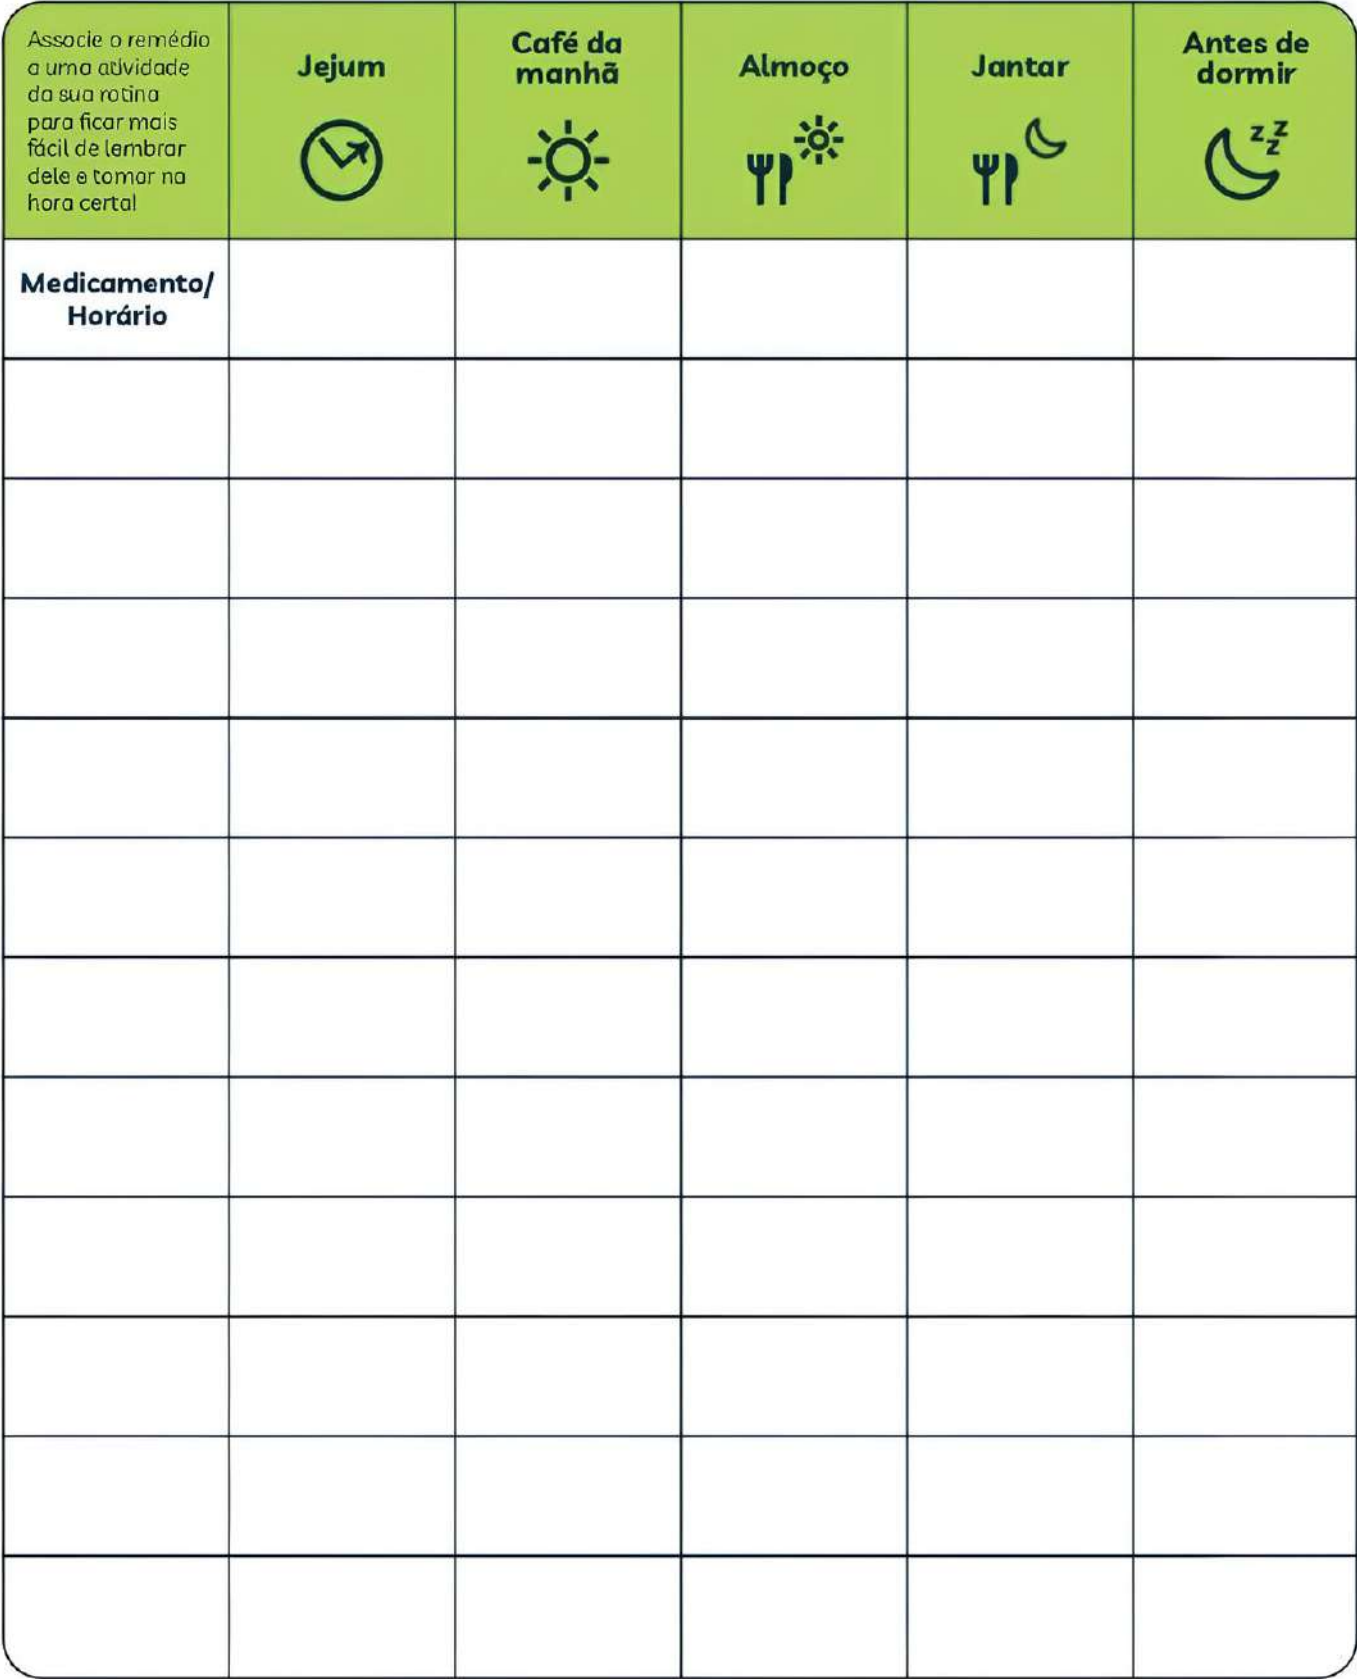 Associe o remédio
a uma atividade
da sua rotina
para ficar mais
fácil de lembrar
dele e tomar na
hora certa!
Jejum
Café da
manhã
Almoço
Jantar
Antes de
dormir
z z z
Medicamento/
Horário